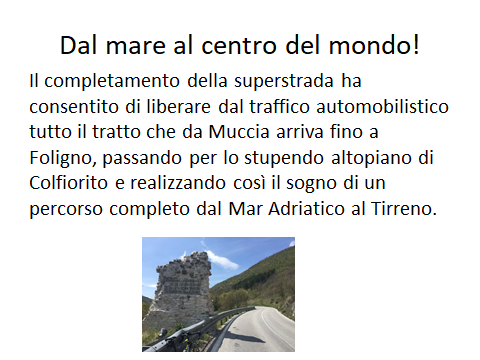 Dal mare al centro del mondo!
Il completamento della superstrada ha
consentito di liberare dal traffico automobilistico
tutto il tratto che da Muccia arriva fino a
Foligno, passando per lo stupendo altopiano di
Colfiorito e realizzando così il sogno di un
percorso completo dal Mar Adriatico al Tirreno.